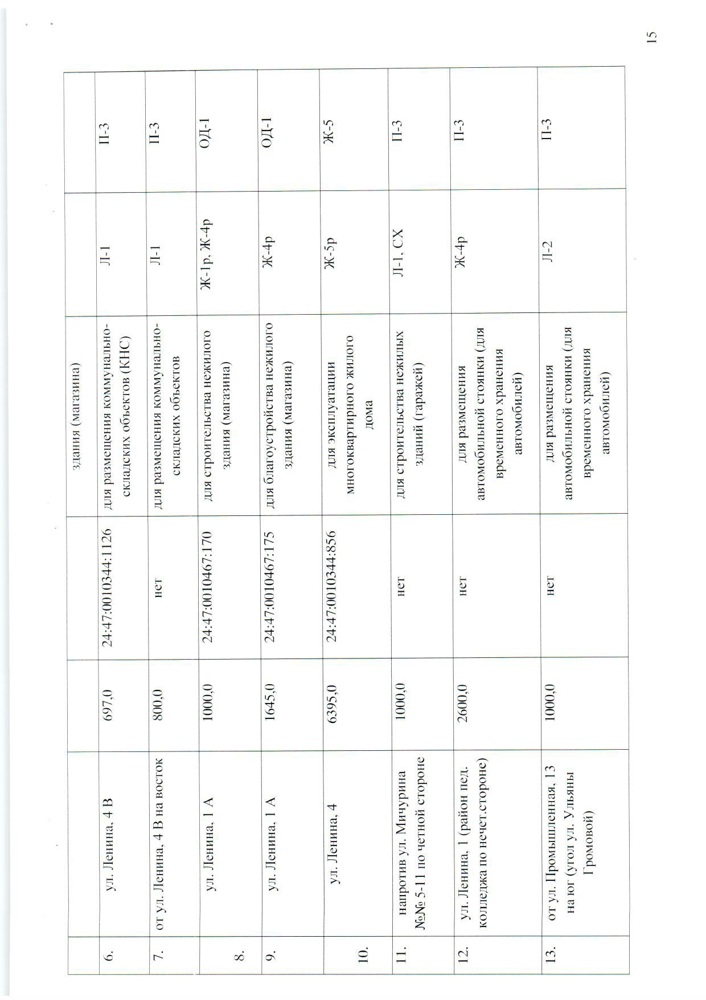 15
здания (магазина)
6.
ул. Ленина, 4 В
697,0
24:47:0010344:1126
для размещения коммунально-
складских объектов (КНС)
Л-1
П-3
7.
от ул. Ленина, 4 В на восток
800,0
нет
для размещения коммунально-
складских объектов
Л-1
П-3
8.
ул. Ленина, 1 А
1000,0
24:47:0010467:170
для строительства нежилого
здания (магазина)
Ж-1р, Ж-4р
ОД-1
9.
ул. Ленина, 1 А
1645,0
24:47:0010467:175
для благоустройства нежилого
здания (магазина)
Ж-4р
ОД-1
10.
ул. Ленина, 4
6395,0
24:47:0010344:856
для эксплуатации
многоквартирного жилого
дома
Ж-5р
Ж-5
11.
напротив ул. Мичурина
№№ 5-11 по четной стороне
1000,0
нет
для строительства нежилых
зданий (гаражей)
Л-1, СХ
П-3
12.
ул. Ленина, 1 (район пед.
колледжа по нечет.стороне)
2600,0
нет
для размещения
автомобильной стоянки (для
временного хранения
автомобилей)
Ж-4р
П-3
13.
от ул. Промышленная, 13
на юг (угол ул. Ульяны
Громовой)
1000,0
нет
для размещения
автомобильной стоянки (для
временного хранения
автомобилей)
Л-2
П-3